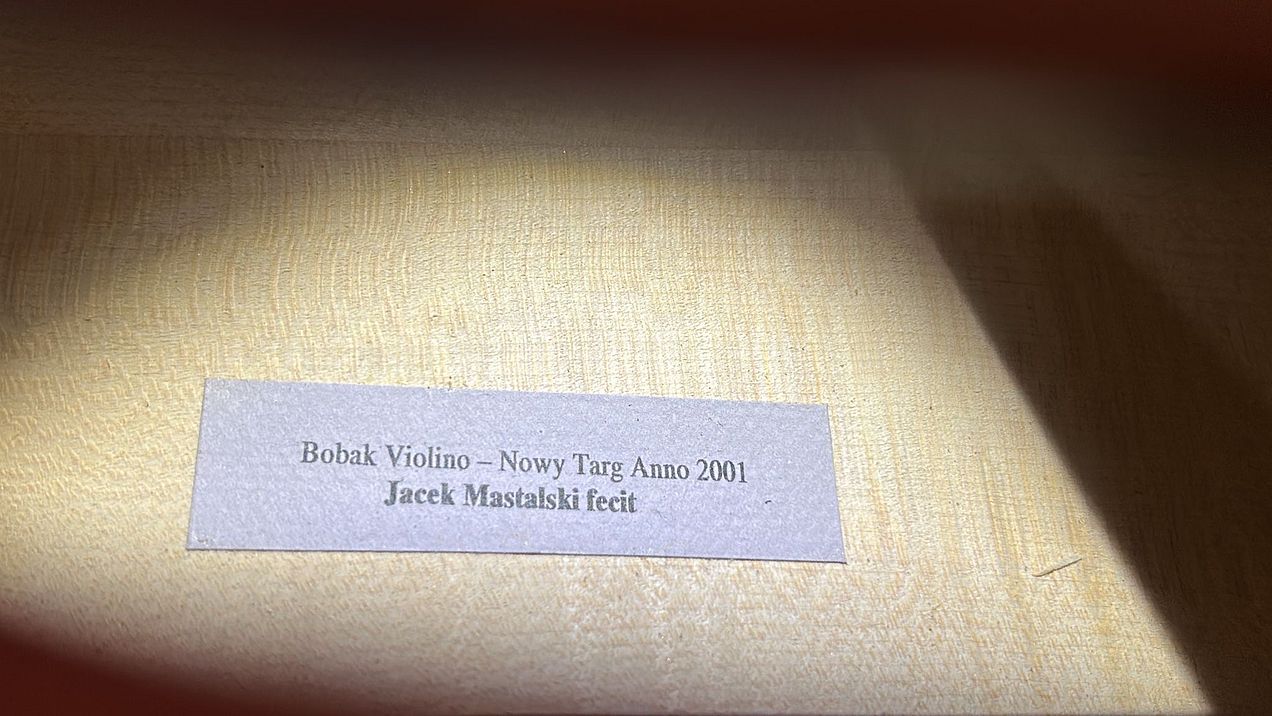 Bobak Violino – Nowy Targ Anno 2001
Jacek Mastalski fecit